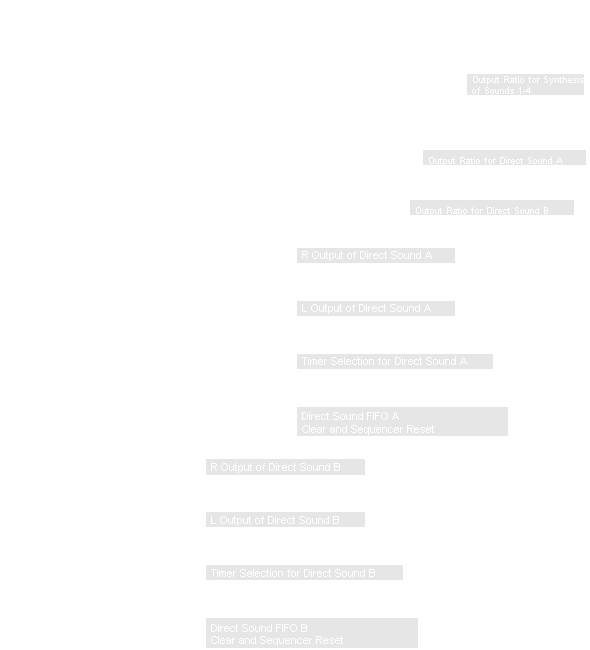 Output Ratio for Synthesis
of Sounds 1-4
Output Ratio for Direct Sound A
Output Ratio for Direct Sound B
R Output of Direct Sound A
L Output of Direct Sound A
Timer Selection for Direct Sound A
Direct Sound FIFO A
Clear and Sequencer Reset
R Output of Direct Sound B
L Output of Direct Sound B
Timer Selection for Direct Sound B
Direct Sound FIFO B
Clear and Sequencer Reset